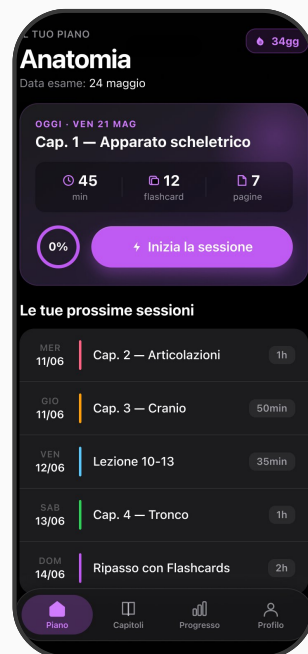 IL TUO PIANO
34gg
Anatomia
Data esame: 24 maggio
OGGI · VEN 21 MAG
Cap. 1 — Apparato scheletrico
45 12 7
min flashcard pagine
0% Inizia la sessione
Le tue prossime sessioni
MER
11/06 Cap. 2 — Articolazioni 1h
GIO
11/06 Cap. 3 — Cranio 50min
VEN
12/06 Lezione 10-13 35min
SAB
13/06 Cap. 4 — Tronco 1h
DOM
14/06 Ripasso con Flashcards 2h
Piano Capitoli Progresso Profilo